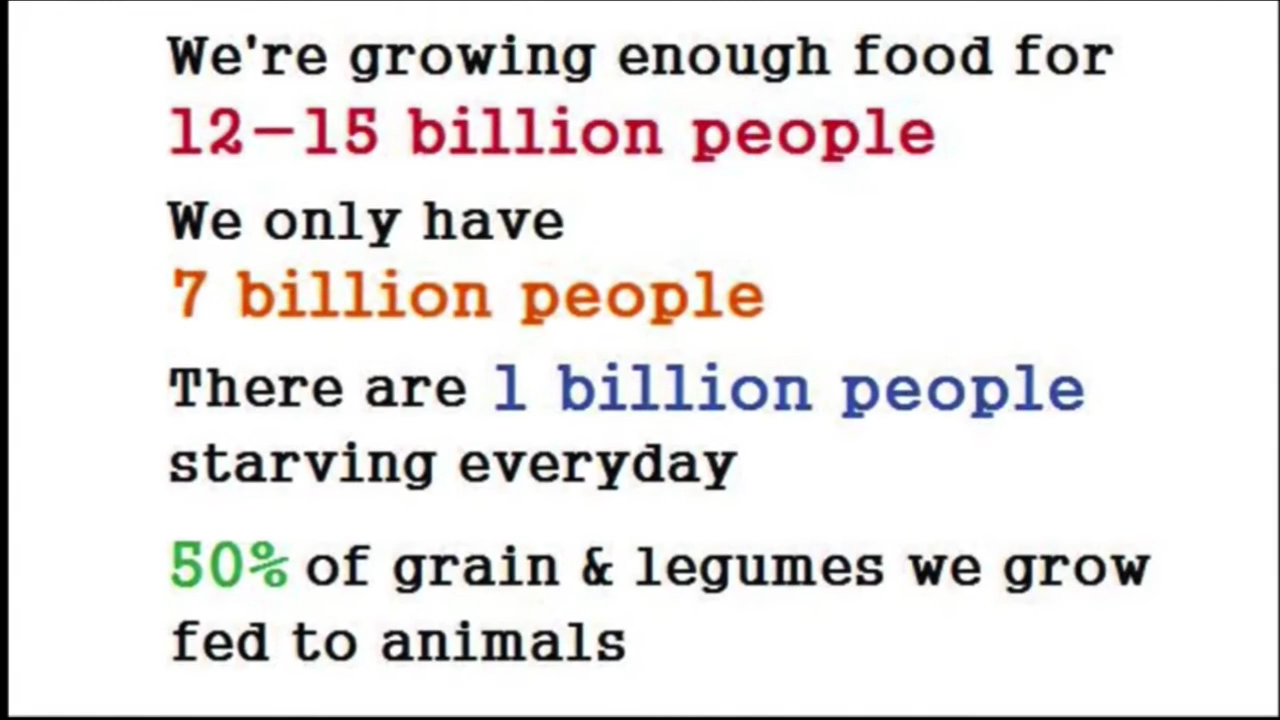 We're growing enough food for
12–15 billion people
We only have
7 billion people
There are 1 billion people
starving everyday
50% of grain & legumes we grow
fed to animals